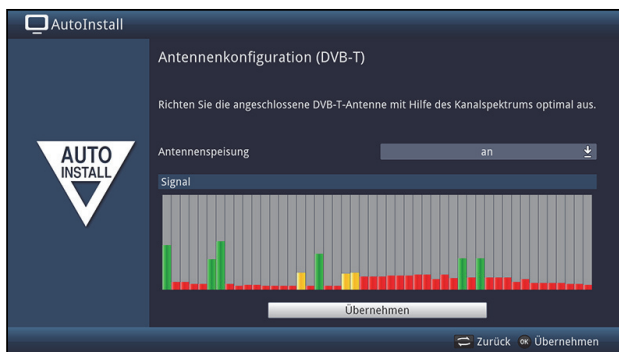 AutoInstall
Antennenkonfiguration (DVB-T)
Richten Sie die angeschlossene DVB-T-Antenne mit Hilfe des Kanalspektrums optimal aus.
AUTO
INSTALL
Antennenspeisung an
Signal
Übernehmen
Zurück OK Übernehmen